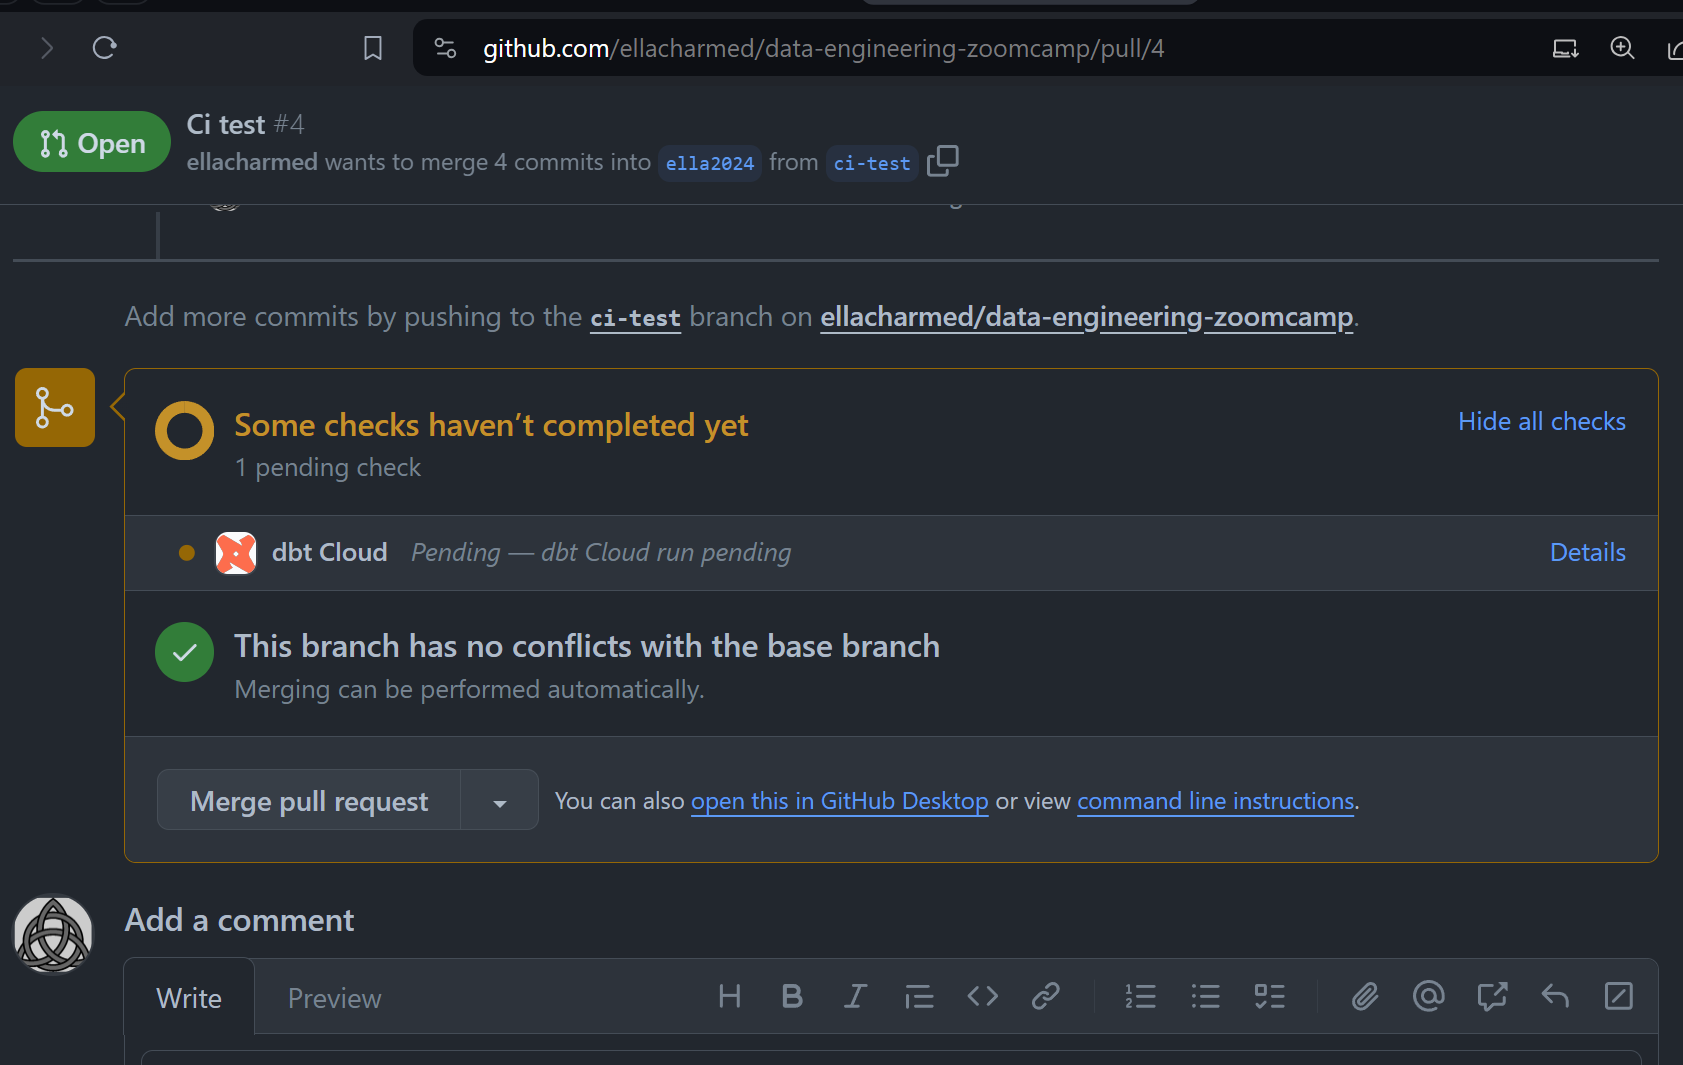 github.com/ellacharmed/data-engineering-zoomcamp/pull/4
Open
Ci test #4
ellacharmed wants to merge 4 commits into ella2024 from ci-test
Add more commits by pushing to the ci-test branch on ellacharmed/data-engineering-zoomcamp.
Some checks haven’t completed yet
Hide all checks
1 pending check
dbt Cloud Pending — dbt Cloud run pending
Details
This branch has no conflicts with the base branch
Merging can be performed automatically.
Merge pull request
You can also open this in GitHub Desktop or view command line instructions.
Add a comment
Write
Preview